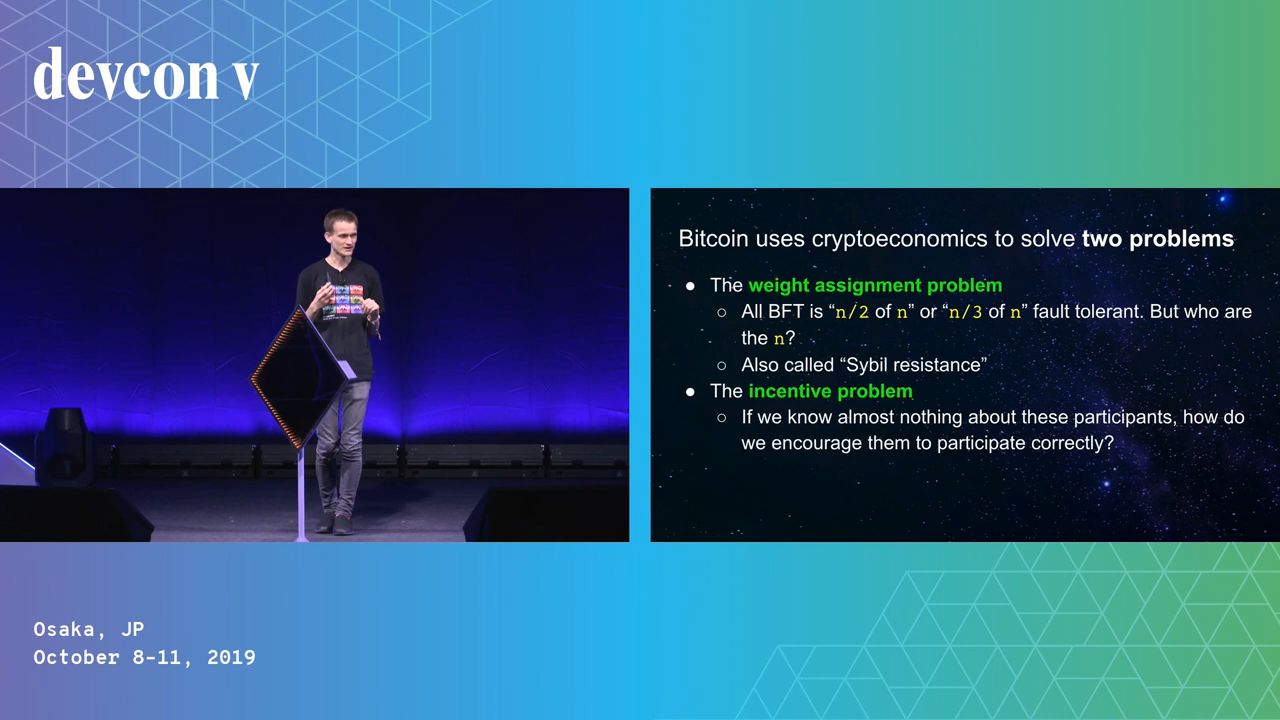 devcon v
Bitcoin uses cryptoeconomics to solve two problems
● The weight assignment problem
○ All BFT is “n/2 of n” or “n/3 of n” fault tolerant. But who are
the n?
○ Also called “Sybil resistance”
● The incentive problem
○ If we know almost nothing about these participants, how do
we encourage them to participate correctly?
Osaka, JP
October 8-11, 2019